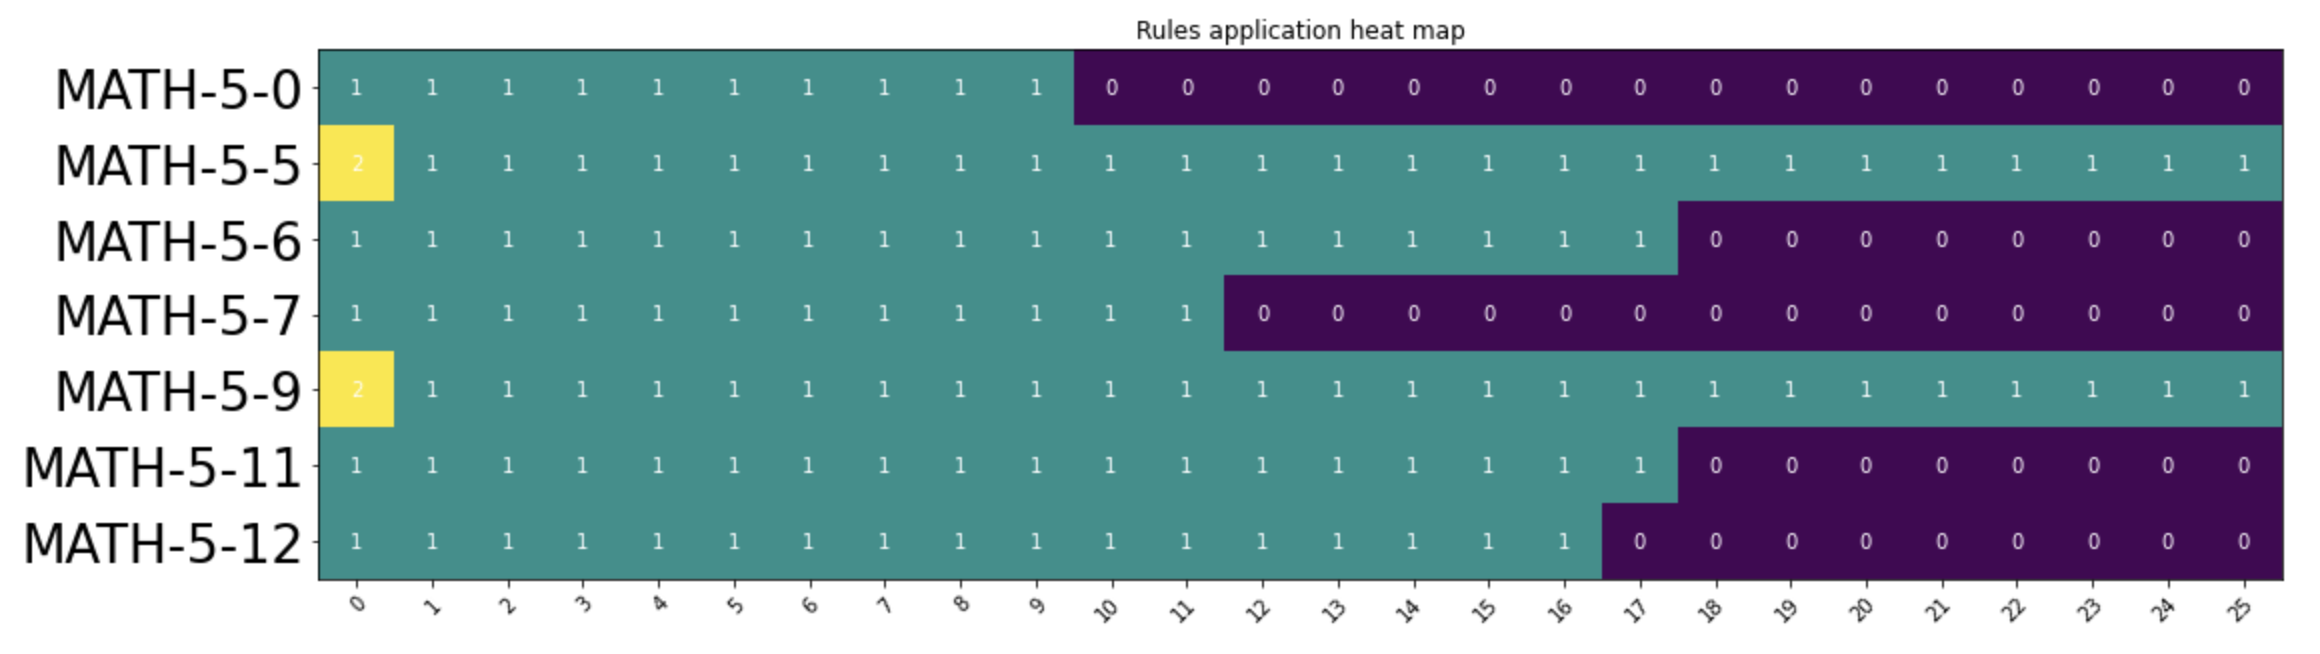 Rules application heat map
MATH-5-0 1 1 1 1 1 1 1 1 1 1 0 0 0 0 0 0 0 0 0 0 0 0 0 0 0 0
MATH-5-5 2 1 1 1 1 1 1 1 1 1 1 1 1 1 1 1 1 1 1 1 1 1 1 1 1 1
MATH-5-6 1 1 1 1 1 1 1 1 1 1 1 1 1 1 1 1 1 1 0 0 0 0 0 0 0 0
MATH-5-7 1 1 1 1 1 1 1 1 1 1 1 1 0 0 0 0 0 0 0 0 0 0 0 0 0 0
MATH-5-9 2 1 1 1 1 1 1 1 1 1 1 1 1 1 1 1 1 1 1 1 1 1 1 1 1 1
MATH-5-11 1 1 1 1 1 1 1 1 1 1 1 1 1 1 1 1 1 1 0 0 0 0 0 0 0 0
MATH-5-12 1 1 1 1 1 1 1 1 1 1 1 1 1 1 1 1 1 0 0 0 0 0 0 0 0 0
0 1 2 3 4 5 6 7 8 9 10 11 12 13 14 15 16 17 18 19 20 21 22 23 24 25